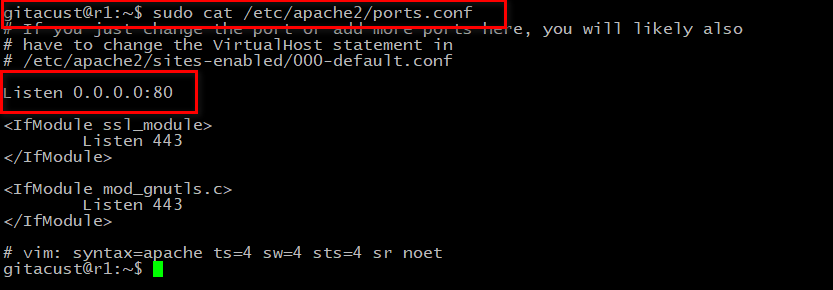 gitacust@r1:~$ sudo cat /etc/apache2/ports.conf
# If you just change the port or add more ports here, you will likely also
# have to change the VirtualHost statement in
# /etc/apache2/sites-enabled/000-default.conf
Listen 0.0.0.0:80
<IfModule ssl_module>
Listen 443
</IfModule>
<IfModule mod_gnutls.c>
Listen 443
</IfModule>
# vim: syntax=apache ts=4 sw=4 sts=4 sr noet
gitacust@r1:~$